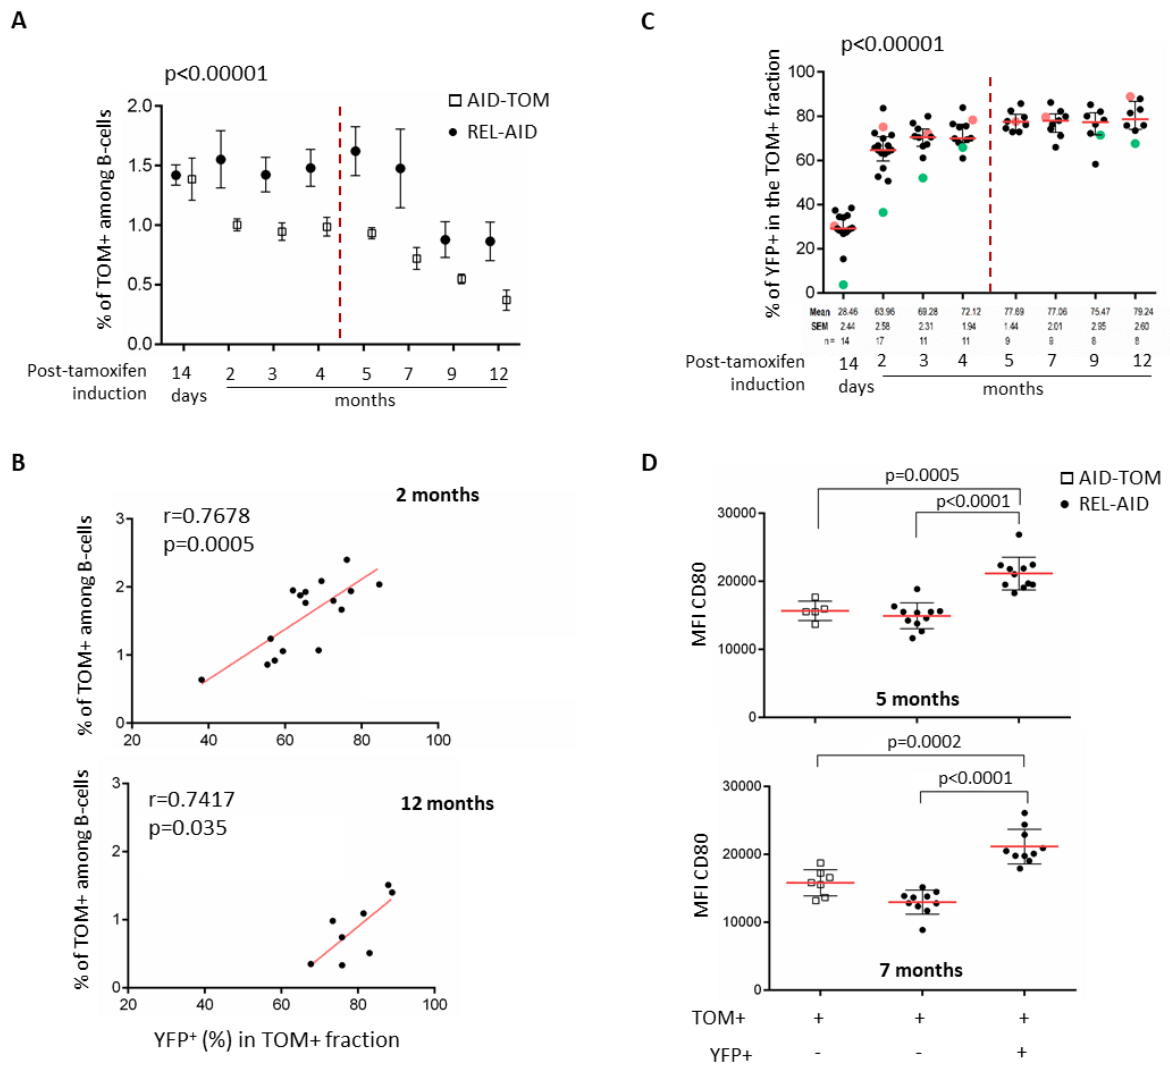 A
p<0.00001
AID-TOM
REL-AID
% of TOM+ among B-cells
2.0
1.5
1.0
0.5
0.0
Post-tamoxifen induction
14 days
2 3 4 5 7 9 12
months
B
2 months
r=0.7678
p=0.0005
% of TOM+ among B-cells
3
2
1
0
20 40 60 80 100
12 months
r=0.7417
p=0.035
% of TOM+ among B-cells
3
2
1
0
20 40 60 80 100
YFP⁺ (%) in TOM+ fraction
C
p<0.00001
% of YFP+ in the TOM+ fraction
100
80
60
40
20
0
Mean 28.46 63.96 69.28 72.12 77.69 77.06 75.47 79.24
SEM 2.44 2.58 2.31 1.94 1.44 2.01 2.95 2.60
n= 14 17 11 11 9 9 8 8
Post-tamoxifen induction
14 days
2 3 4 5 7 9 12
months
D
AID-TOM
REL-AID
p=0.0005
p<0.0001
MFI CD80
30000
20000
10000
0
5 months
p=0.0002
p<0.0001
MFI CD80
30000
20000
10000
0
7 months
TOM+ + + +
YFP+ - - +